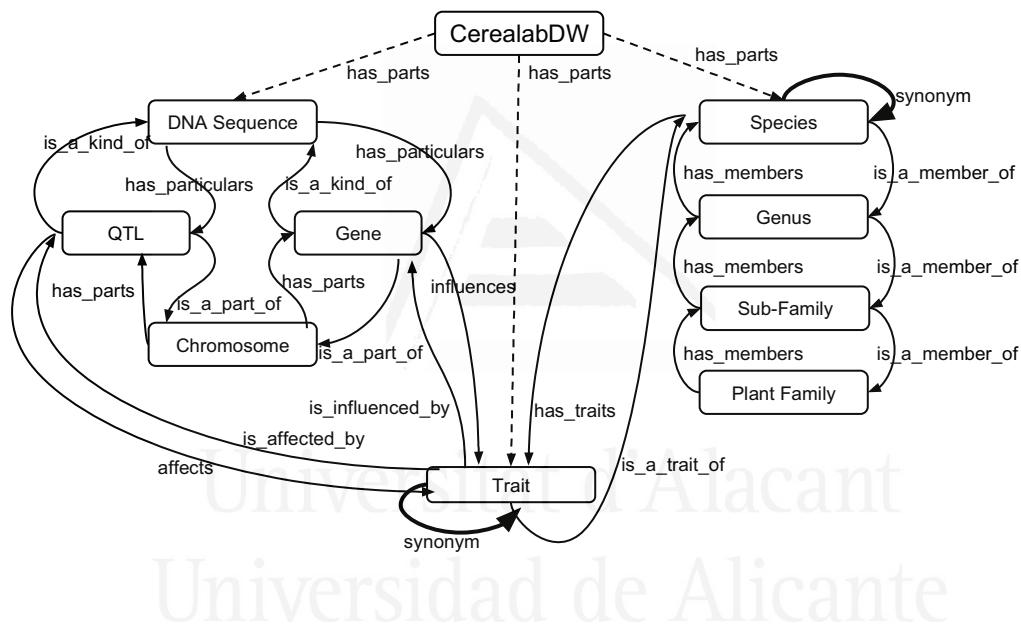 CerealabDW
has_parts
has_parts
has_parts
synonym
DNA Sequence
Species
is_a_kind_of
has_particulars
has_particulars
is_a_kind_of
has_members
is_a_member_of
QTL
Gene
Genus
has_parts
has_parts
influences
has_members
is_a_member_of
is_a_part_of
Sub-Family
Chromosome
is_a_part_of
has_members
is_a_member_of
Plant Family
is_influenced_by
has_traits
is_affected_by
affects
is_a_trait_of
Trait
synonym
Universitat d'Alacant
Universidad de Alicante